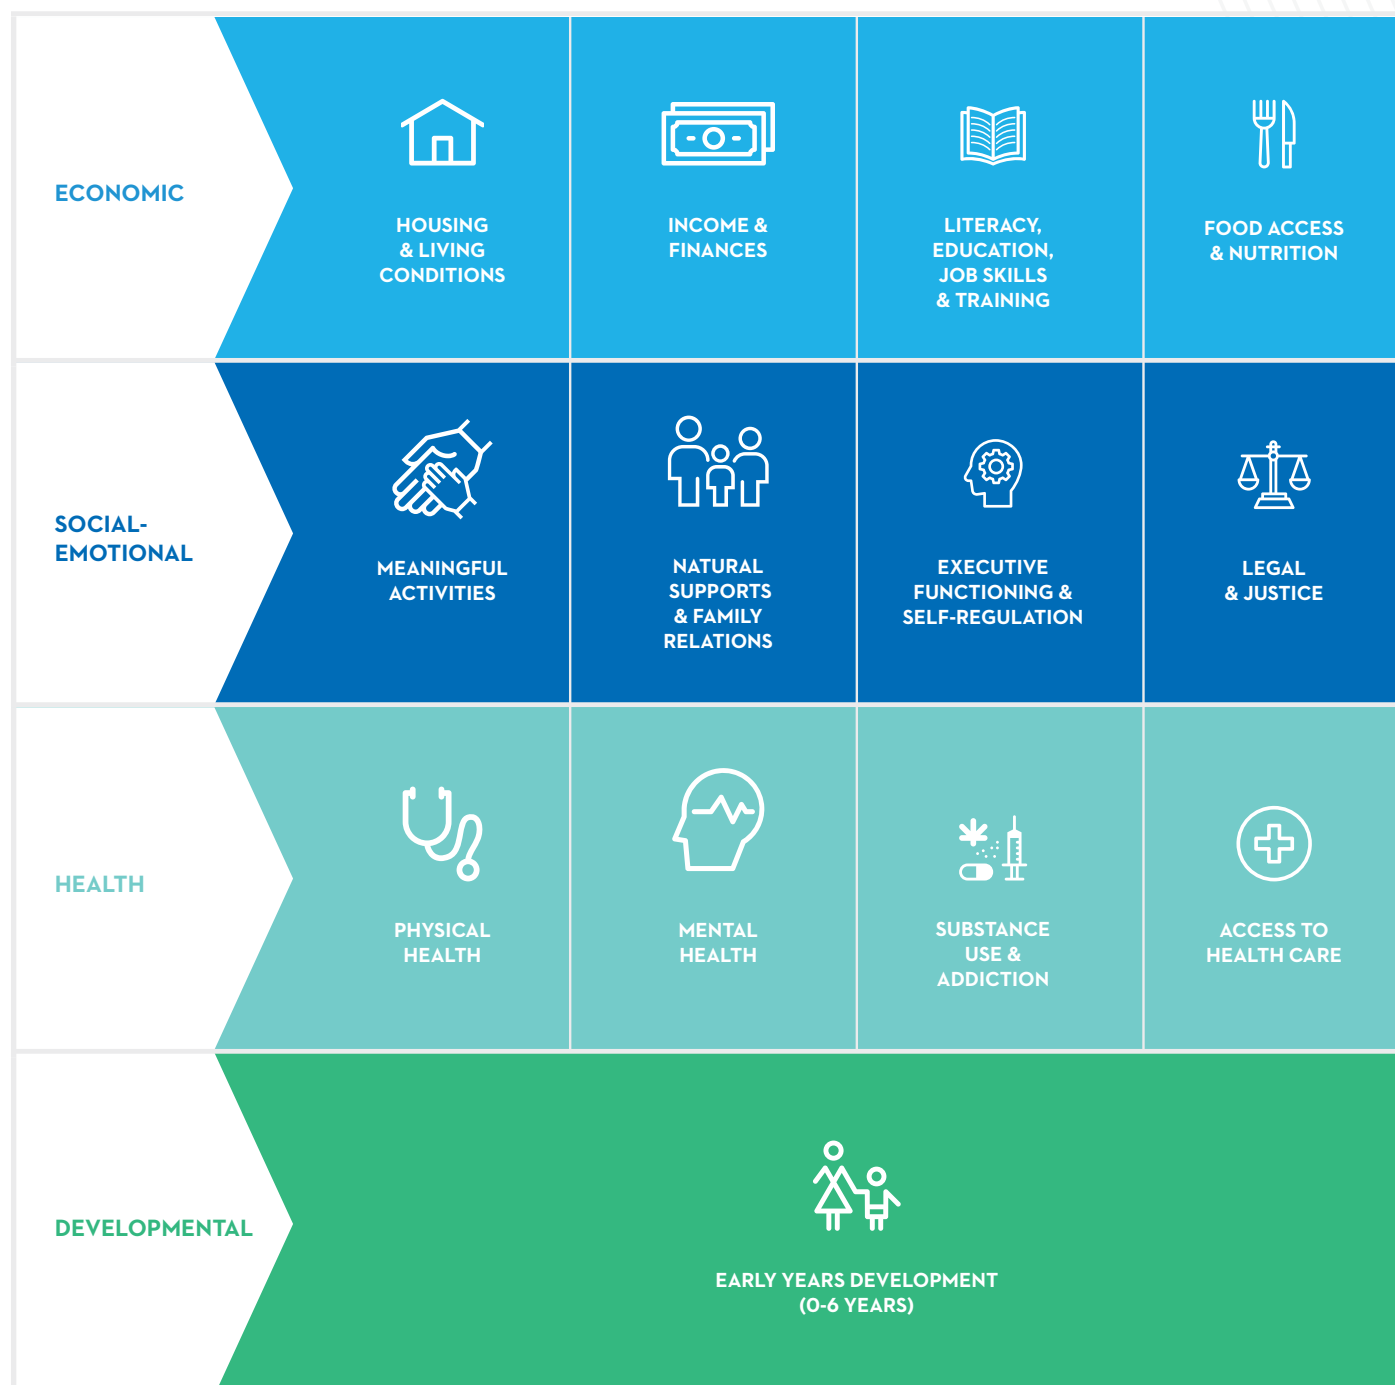 ECONOMIC
HOUSING
& LIVING
CONDITIONS
INCOME &
FINANCES
LITERACY,
EDUCATION,
JOB SKILLS
& TRAINING
FOOD ACCESS
& NUTRITION
SOCIAL-
EMOTIONAL
MEANINGFUL
ACTIVITIES
NATURAL
SUPPORTS
& FAMILY
RELATIONS
EXECUTIVE
FUNCTIONING &
SELF-REGULATION
LEGAL
& JUSTICE
HEALTH
PHYSICAL
HEALTH
MENTAL
HEALTH
SUBSTANCE
USE &
ADDICTION
ACCESS TO
HEALTH CARE
DEVELOPMENTAL
EARLY YEARS DEVELOPMENT
(0-6 YEARS)